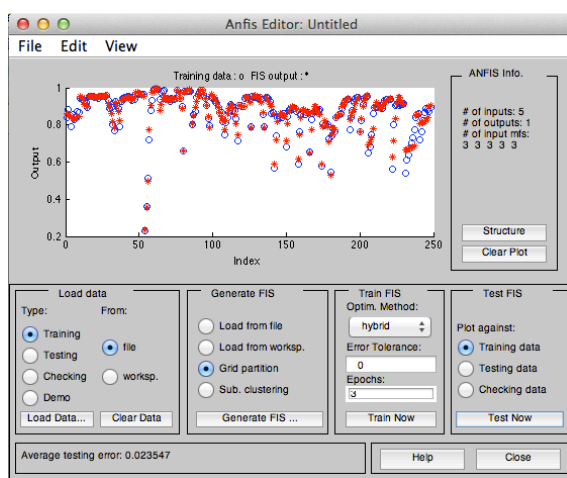 Anfis Editor: Untitled
File Edit View
Training data : o FIS output : *
1
0.8
0.6
0.4
0.2
Output
0 50 100 150 200 250
Index
ANFIS Info.
# of inputs: 5
# of outputs: 1
# of input mfs:
3 3 3 3 3
Structure
Clear Plot
Load data
Type: From:
Training
Testing
Checking
Demo
file
worksp.
Load Data... Clear Data
Generate FIS
Load from file
Load from worksp.
Grid partition
Sub. clustering
Generate FIS ...
Train FIS
Optim. Method:
hybrid
Error Tolerance:
0
Epochs:
3
Train Now
Test FIS
Plot against:
Training data
Testing data
Checking data
Test Now
Average testing error: 0.023547
Help Close